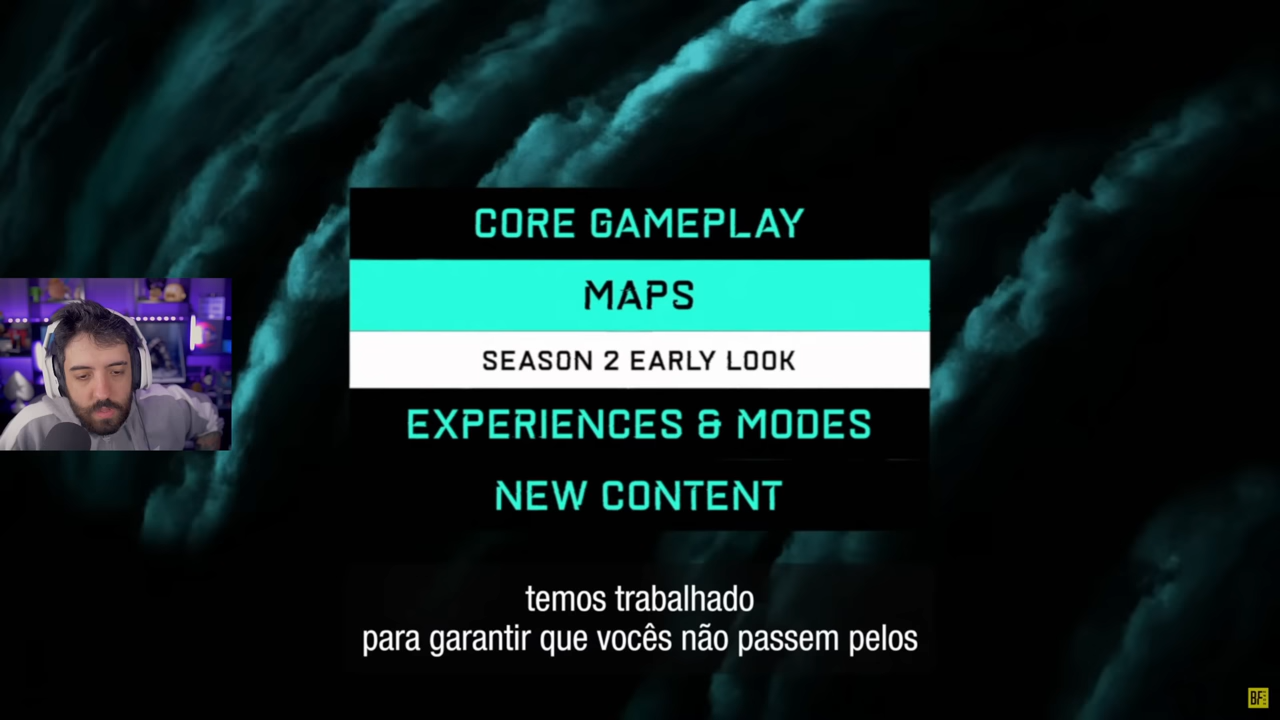 CORE GAMEPLAY
MAPS
SEASON 2 EARLY LOOK
EXPERIENCES & MODES
NEW CONTENT
temos trabalhado
para garantir que vocês não passem pelos
BF